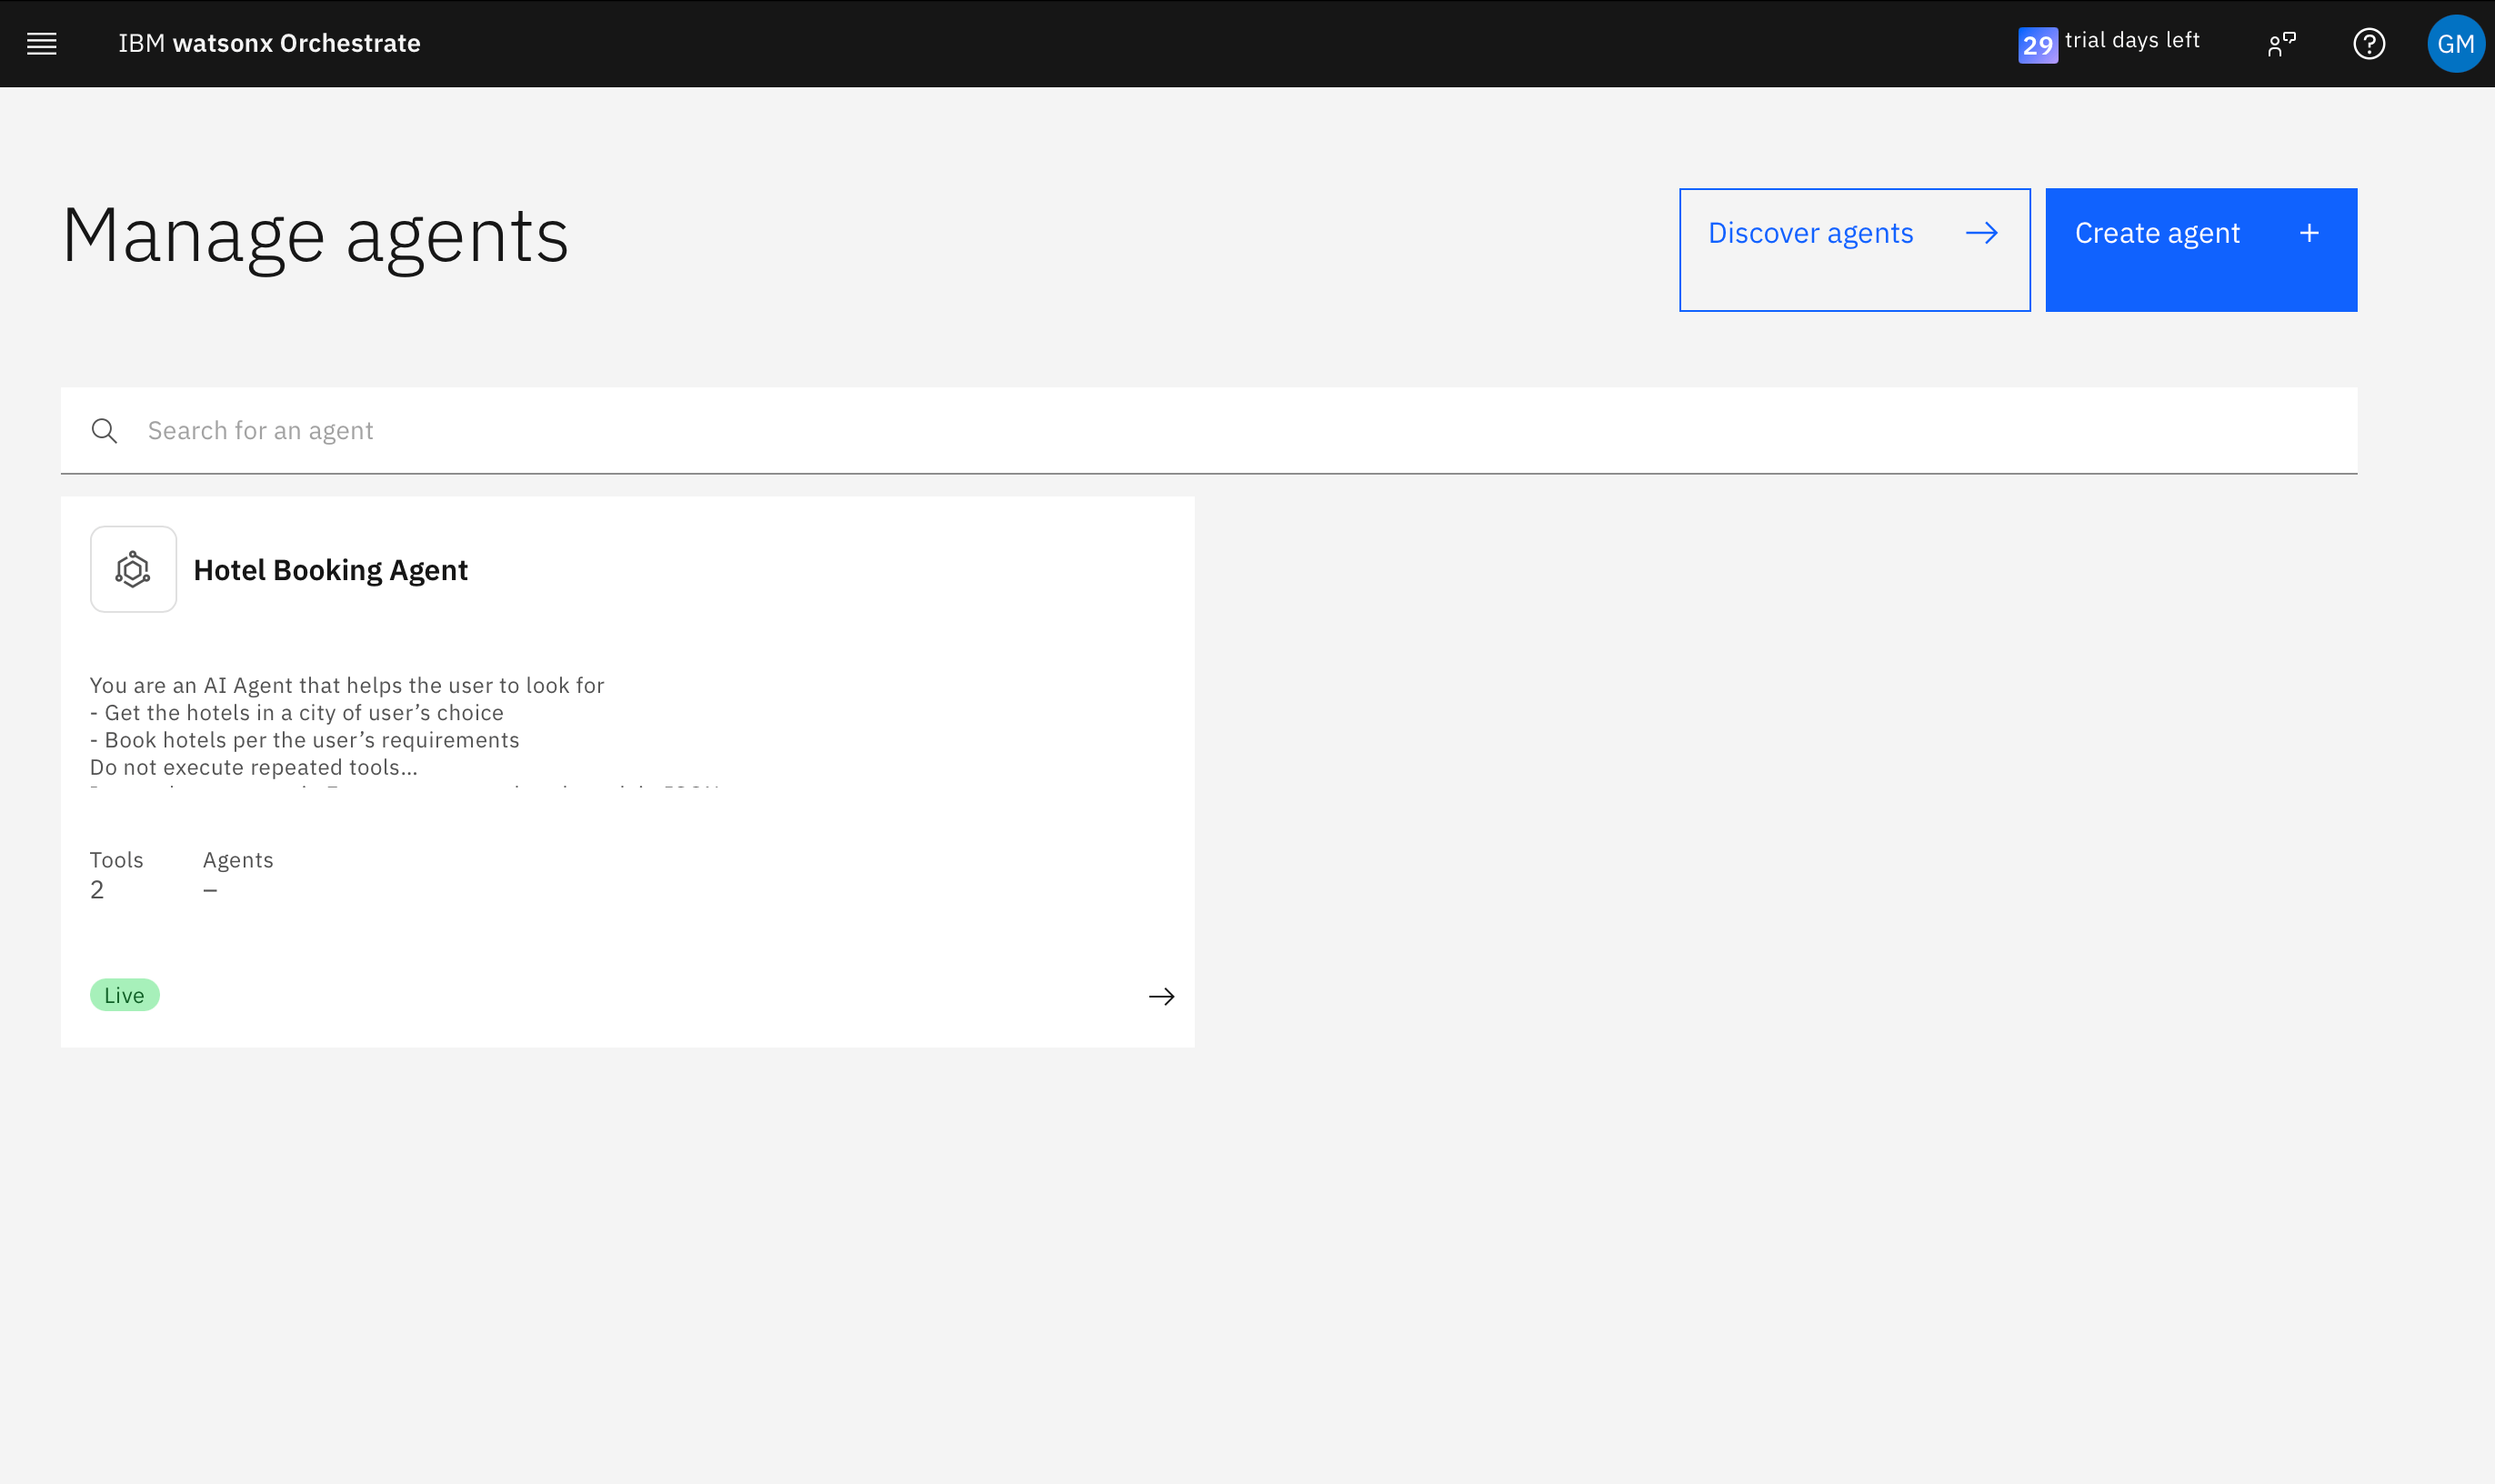 IBM watsonx Orchestrate
29 trial days left
GM
Manage agents
Discover agents
Create agent
Search for an agent
Hotel Booking Agent
You are an AI Agent that helps the user to look for
- Get the hotels in a city of user’s choice
- Book hotels per the user’s requirements
Do not execute repeated tools...
Tools
Agents
2
–
Live